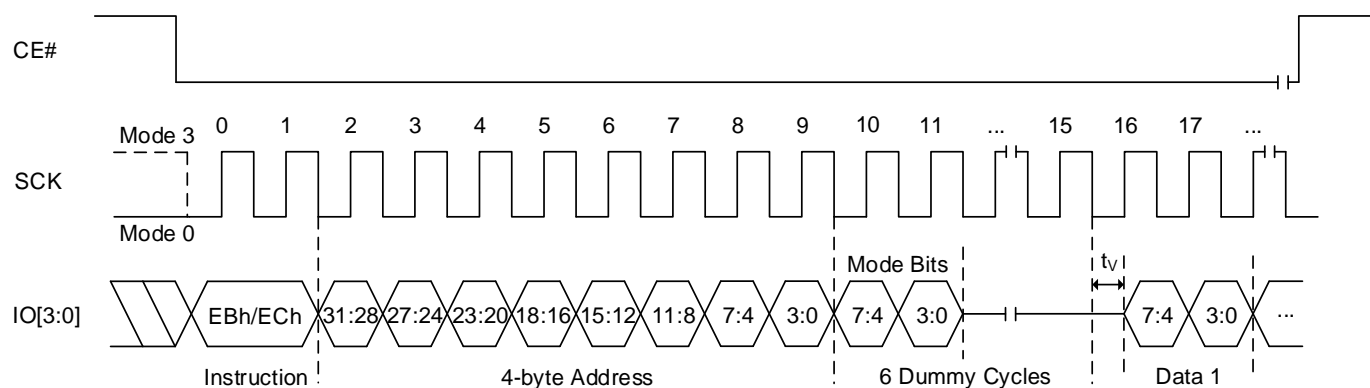 CE#
0 1 2 3 4 5 6 7 8 9 10 11 ... 15 16 17 ...
Mode 3
SCK
Mode 0
Mode Bits tV
IO[3:0] EBh/ECh 31:28 27:24 23:20 18:16 15:12 11:8 7:4 3:0 7:4 3:0 7:4 3:0 ...
Instruction 4-byte Address 6 Dummy Cycles Data 1